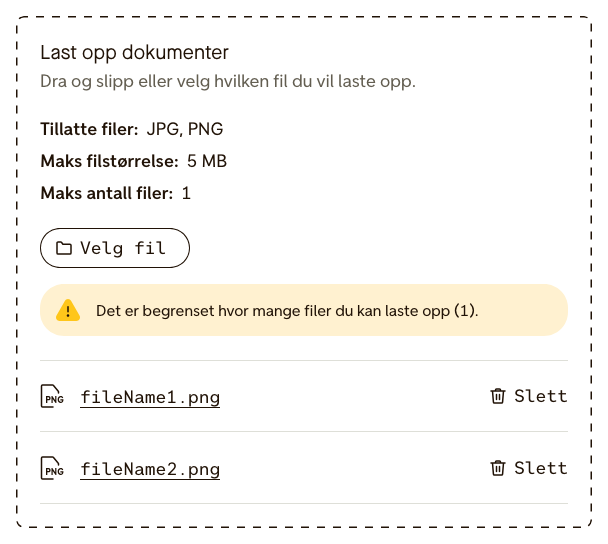 Last opp dokumenter
Dra og slipp eller velg hvilken fil du vil laste opp.
Tillatte filer: JPG, PNG
Maks filstørrelse: 5 MB
Maks antall filer: 1
Velg fil
Det er begrenset hvor mange filer du kan laste opp (1).
PNG fileName1.png Slett
PNG fileName2.png Slett